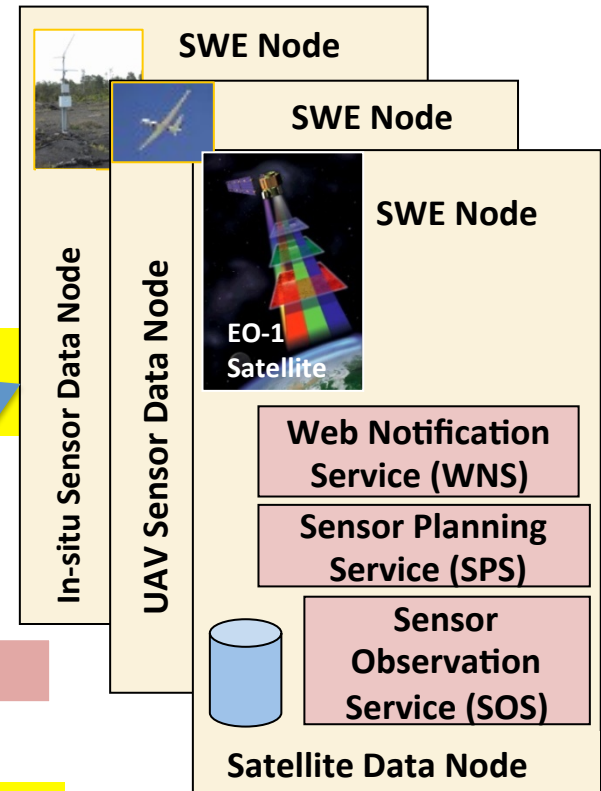 SWE Node
In-situ Sensor Data Node
SWE Node
UAV Sensor Data Node
SWE Node
EO-1
Satellite
Web Notification
Service (WNS)
Sensor Planning
Service (SPS)
Sensor
Observation
Service (SOS)
Satellite Data Node